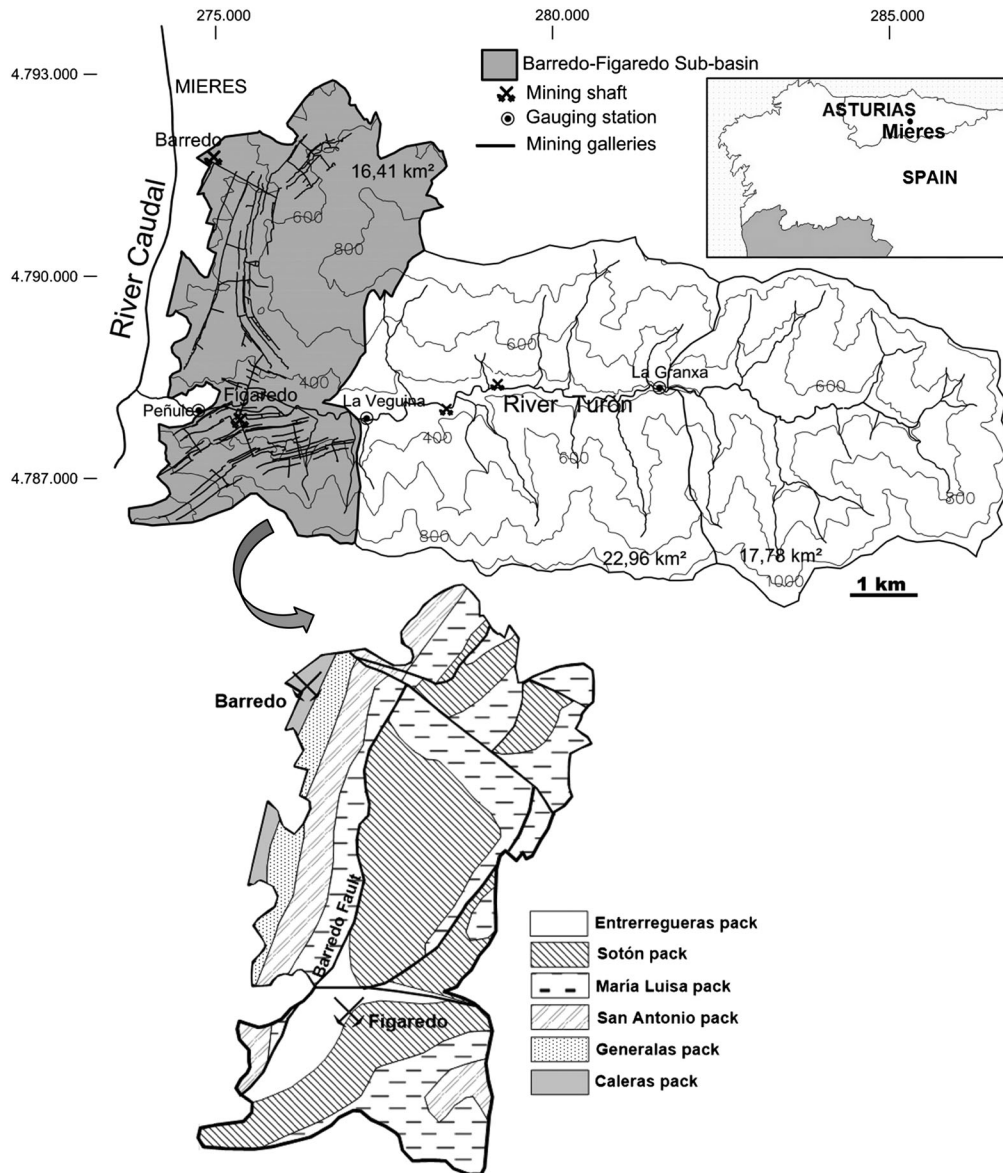 275.000
280.000
285.000
4.793.000
MIERES
Barredo-Figaredo Sub-basin
Mining shaft
Gauging station
Mining galleries
ASTURIAS
Mieres
SPAIN
Barredo
16,41 km²
600
800
River Caudal
4.790.000
600
400
La Granxa
600
Figaredo
Peñule
La Veguina
River Turón
400
600
4.787.000
800
800
22,96 km²
17,78 km²
1000
1 km
Barredo
Barredo Fault
Figaredo
Entrerregueras pack
Sotón pack
María Luisa pack
San Antonio pack
Generalas pack
Caleras pack